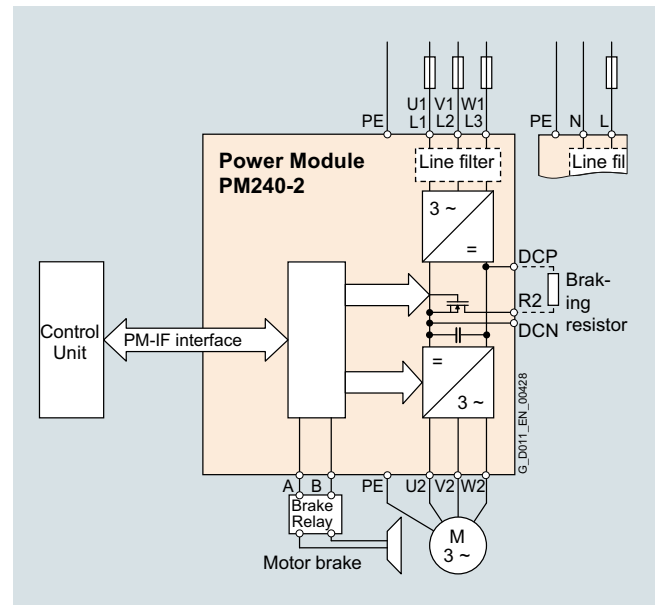 U1 V1 W1
PE L1 L2 L3
PE N L
Power Module
PM240-2
Line filter
Line fil
3 ~
=
DCP
Brak-
ing
resistor
R2
DCN
Control
Unit
PM-IF interface
=
3 ~
G_D011_EN_00428
A B PE U2 V2 W2
Brake
Relay
Motor brake
M
3 ~